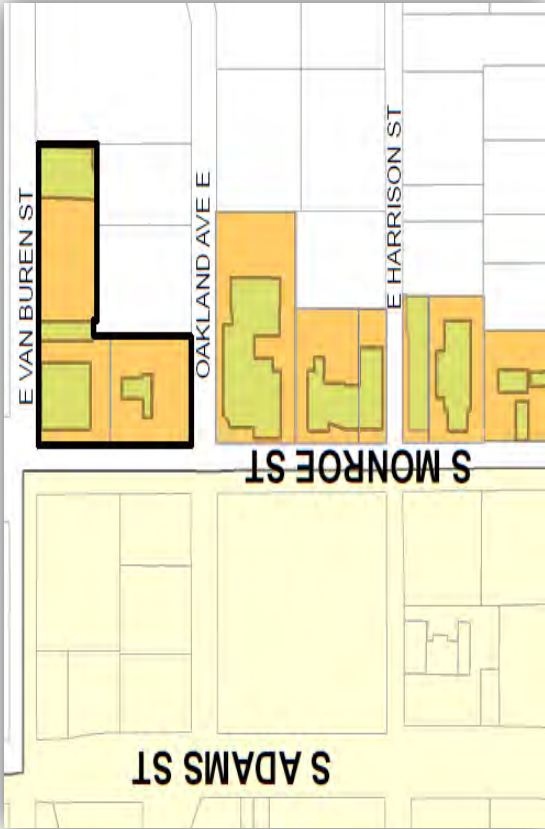 E VAN BUREN ST
OAKLAND AVE E
E HARRISON ST
S MONROE ST
S ADAMS ST